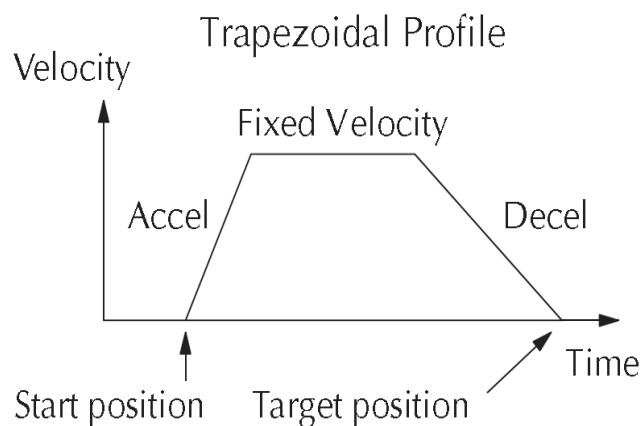 Trapezoidal Profile
Velocity
Fixed Velocity
Accel
Decel
Time
Start position
Target position